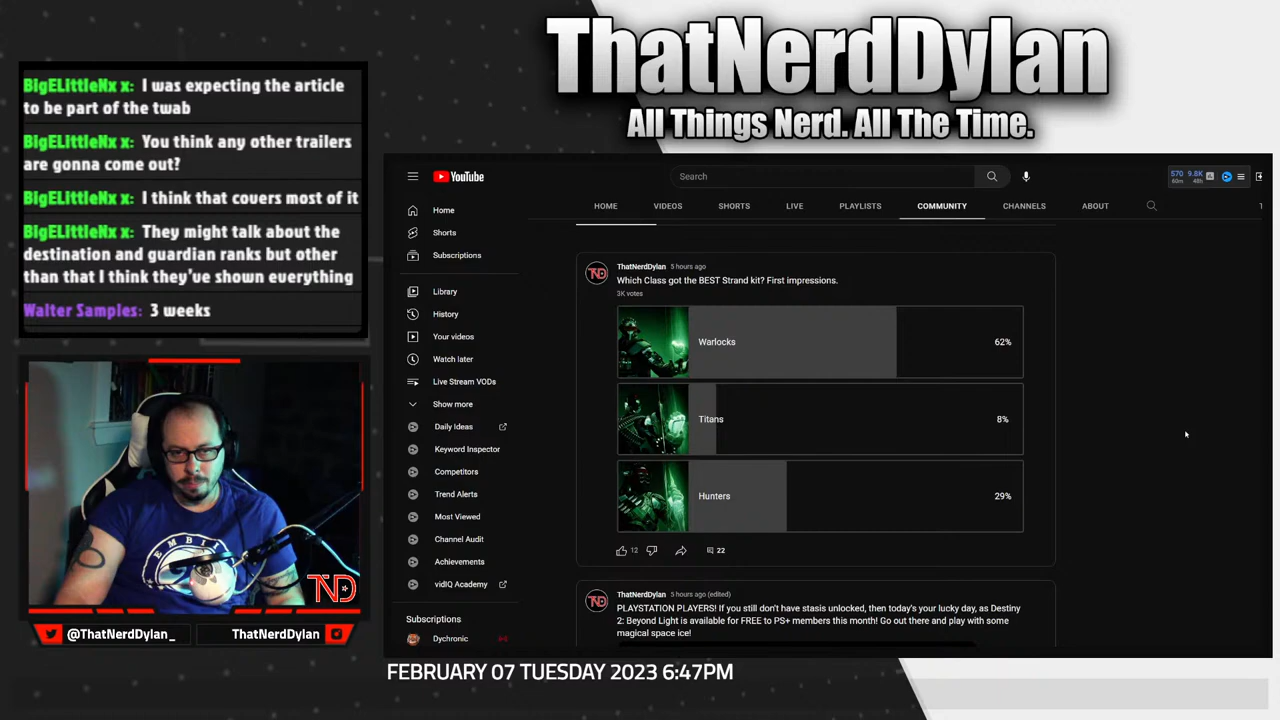 ThatNerdDylan
All Things Nerd. All The Time.
BigELittleNx x: I was expecting the article
to be part of the twab
BigELittleNx x: You think any other trailers
are gonna come out?
BigELittleNx x: I think that covers most of it
BigELittleNx x: They might talk about the
destination and guardian ranks but other
than that I think they've shown everything
Walter Samples: 3 weeks
TND
@ThatNerdDylan_
ThatNerdDylan
YouTube
Search
570 9.8K
60m 48h
HOME VIDEOS SHORTS LIVE PLAYLISTS COMMUNITY CHANNELS ABOUT
Home
Shorts
Subscriptions
Library
History
Your videos
Watch later
Live Stream VODs
Show more
Daily Ideas
Keyword Inspector
Competitors
Trend Alerts
Most Viewed
Channel Audit
Achievements
vidIQ Academy
Subscriptions
Dychronic
ThatNerdDylan 5 hours ago
Which Class got the BEST Strand kit? First impressions.
3K votes
Warlocks 62%
Titans 8%
Hunters 29%
12 22
ThatNerdDylan 5 hours ago (edited)
PLAYSTATION PLAYERS! If you still don't have stasis unlocked, then today's your lucky day, as Destiny
2: Beyond Light is available for FREE to PS+ members this month! Go out there and play with some
magical space ice!
FEBRUARY 07 TUESDAY 2023 6:47PM